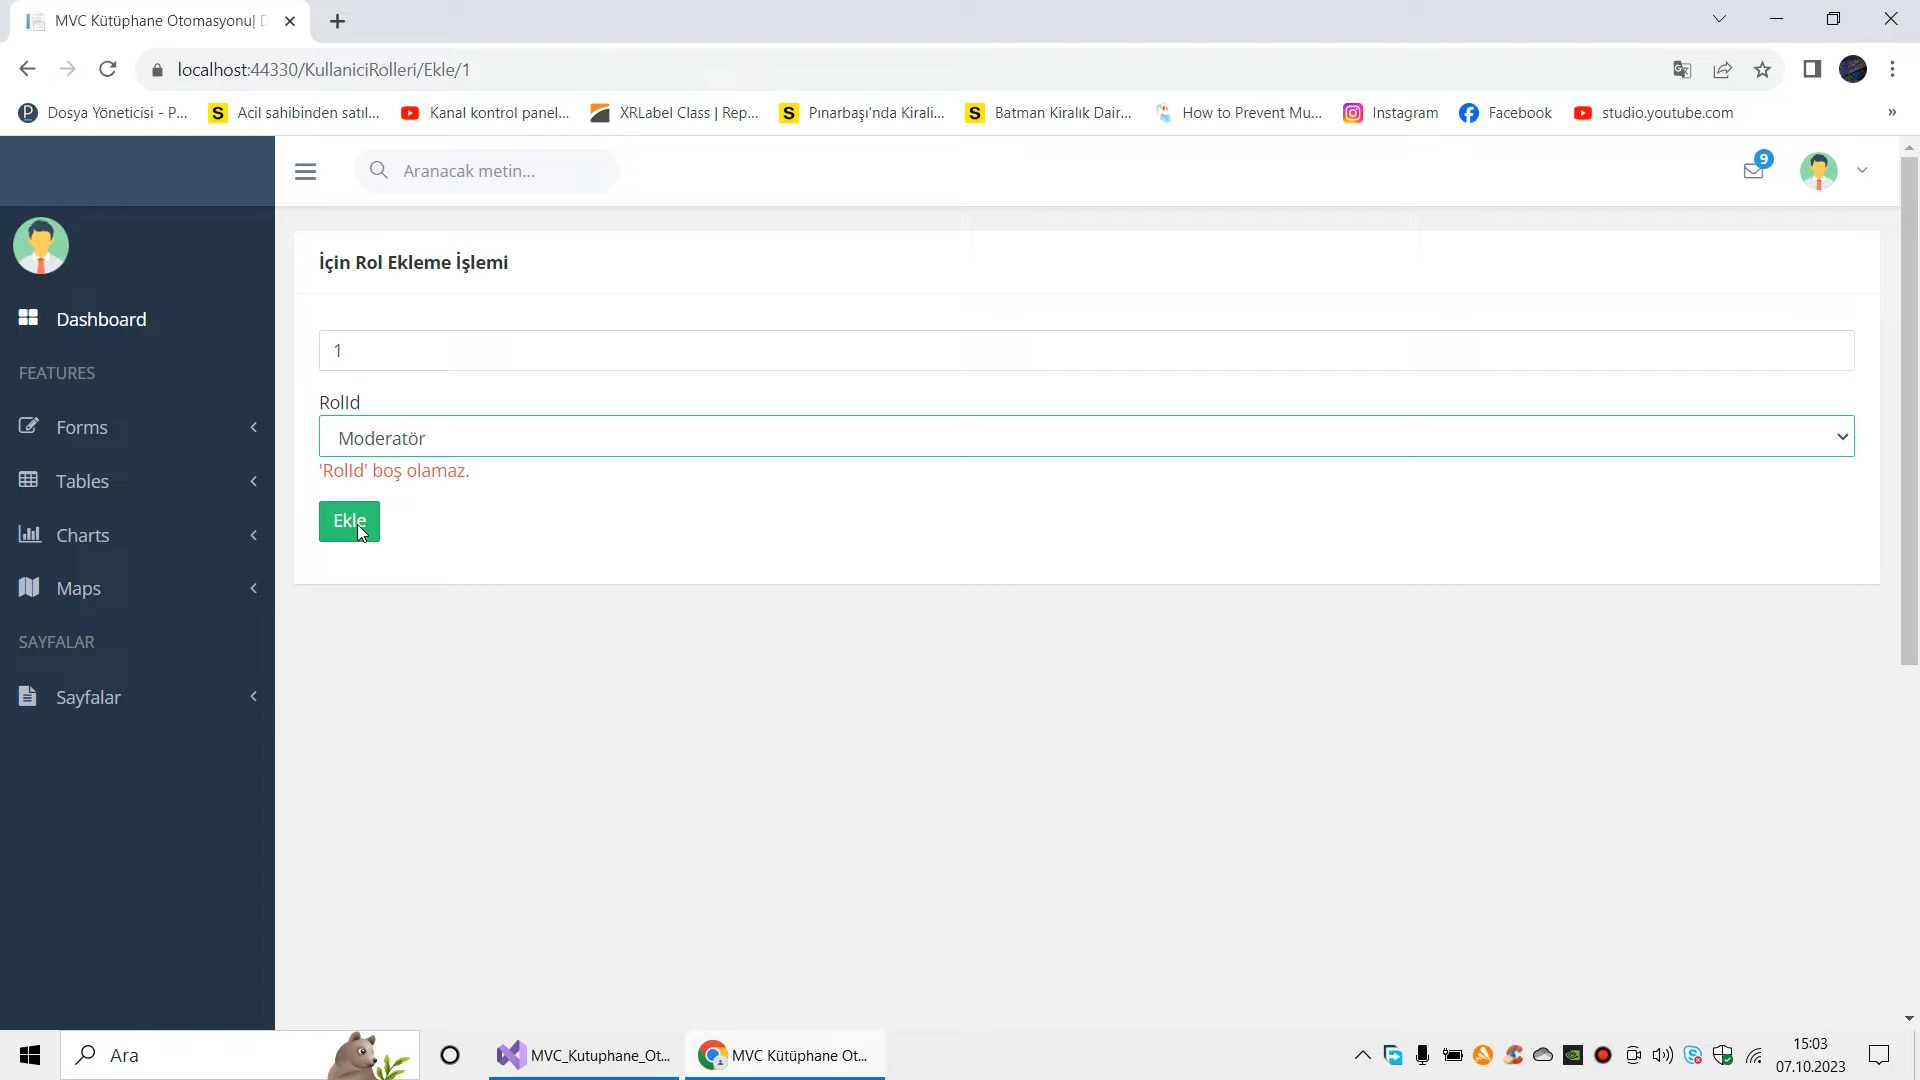 MVC Kütüphane Otomasyonu| D
localhost:44330/KullaniciRolleri/Ekle/1
Dosya Yöneticisi - P...
S
Acil sahibinden satıl...
Kanal kontrol panel...
XRLabel Class | Rep...
S
Pınarbaşı'nda Kirali...
S
Batman Kiralık Dair...
How to Prevent Mu...
Instagram
Facebook
studio.youtube.com
»
Aranacak metin...
9
İçin Rol Ekleme İşlemi
Dashboard
1
FEATURES
RolId
Forms
Moderatör
'RolId' boş olamaz.
Tables
Ekle
Charts
Maps
SAYFALAR
Sayfalar
Ara
MVC_Kutuphane_Ot...
MVC Kütüphane Ot...
15:03
07.10.2023